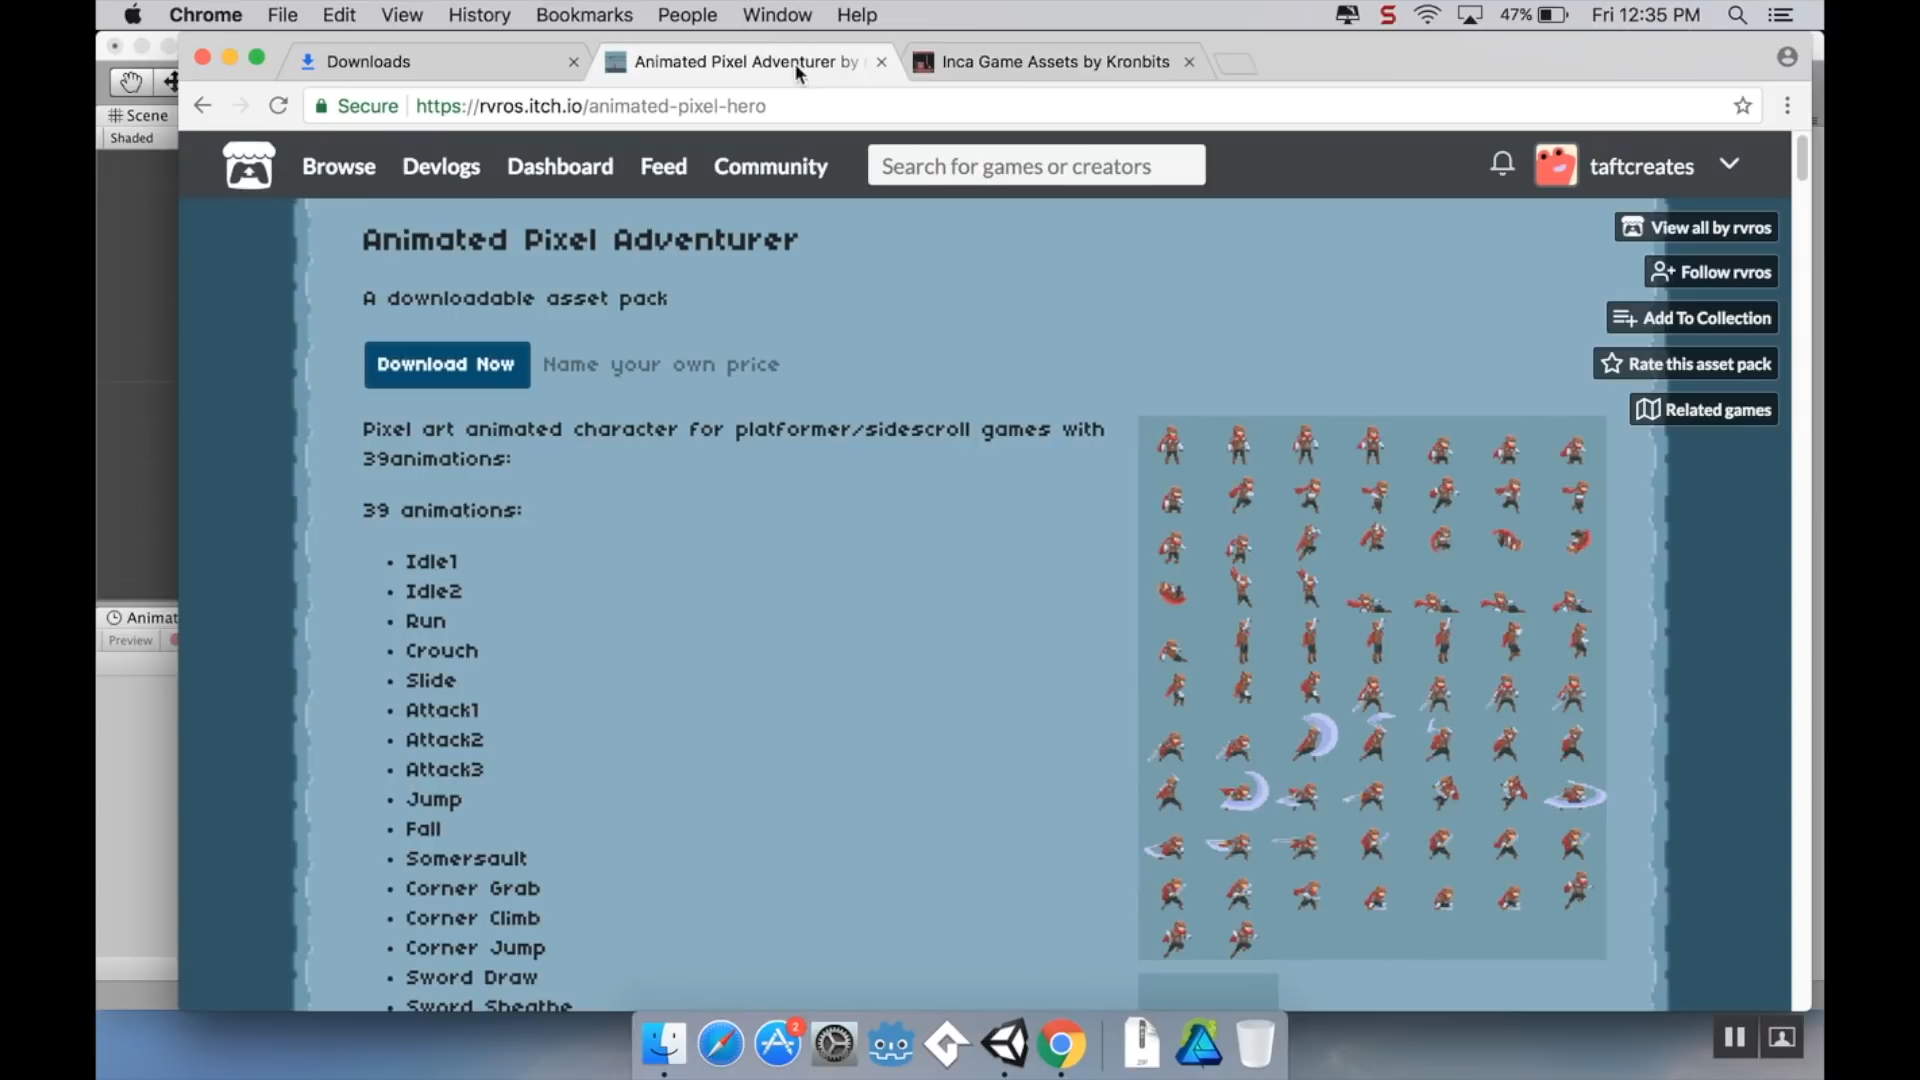 Chrome File Edit View History Bookmarks People Window Help 47% Fri 12:35 PM
Downloads
Animated Pixel Adventurer by
Inca Game Assets by Kronbits
Secure https://rvros.itch.io/animated-pixel-hero
Scene
Shaded
Browse Devlogs Dashboard Feed Community Search for games or creators taftcreates
Animated Pixel Adventurer
View all by rvros
Follow rvros
A downloadable asset pack
Add To Collection
Download Now Name your own price
Rate this asset pack
Related games
Pixel art animated character for platformer/sidescroll games with
39animations:
39 animations:
Idle1
Idle2
Run
Crouch
Slide
Attack1
Attack2
Attack3
Jump
Fall
Somersault
Corner Grab
Corner Climb
Corner Jump
Sword Draw
Sword Sheathe
Animat
Preview
2
ZIP